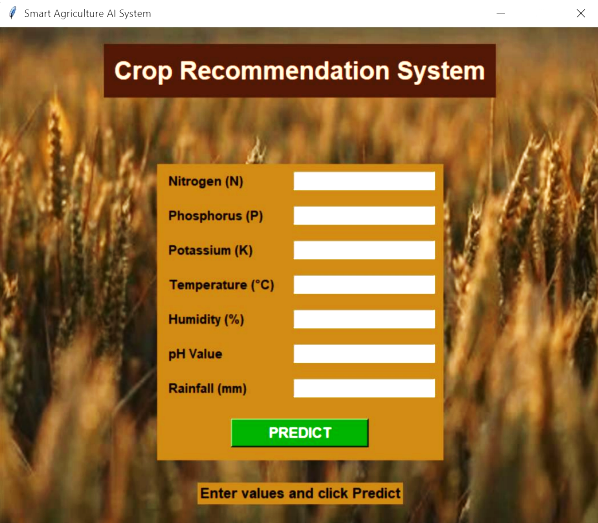 Smart Agriculture AI System
Crop Recommendation System
Nitrogen (N)
Phosphorus (P)
Potassium (K)
Temperature (°C)
Humidity (%)
pH Value
Rainfall (mm)
PREDICT
Enter values and click Predict